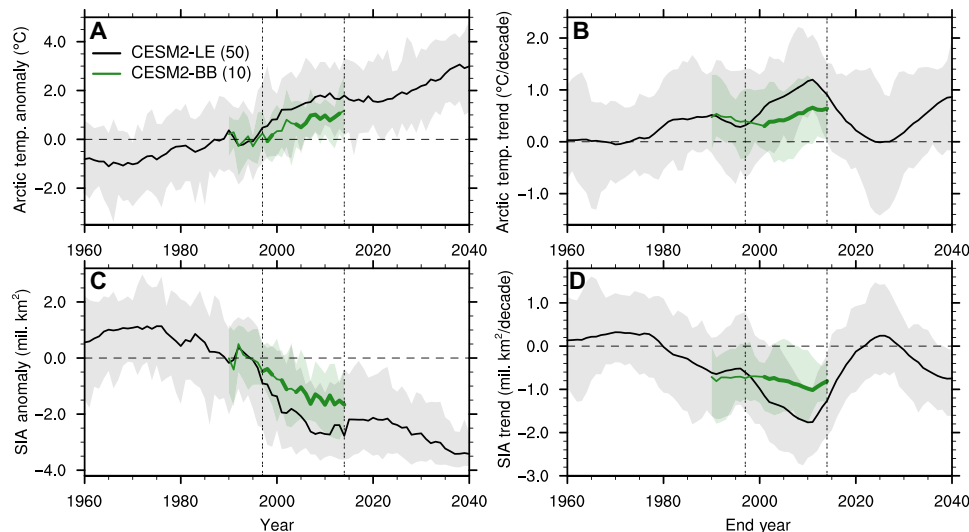 A
Arctic temp. anomaly (°C)
4.0
2.0
0.0
−2.0
CESM2-LE (50)
CESM2-BB (10)
1960 1980 2000 2020 2040
B
Arctic temp. trend (°C/decade)
2.0
1.0
0.0
−1.0
1960 1980 2000 2020 2040
C
SIA anomaly (mil. km²)
2.0
0.0
−2.0
−4.0
1960 1980 2000 2020 2040
Year
D
SIA trend (mil. km²/decade)
1.0
0.0
−1.0
−2.0
−3.0
1960 1980 2000 2020 2040
End year